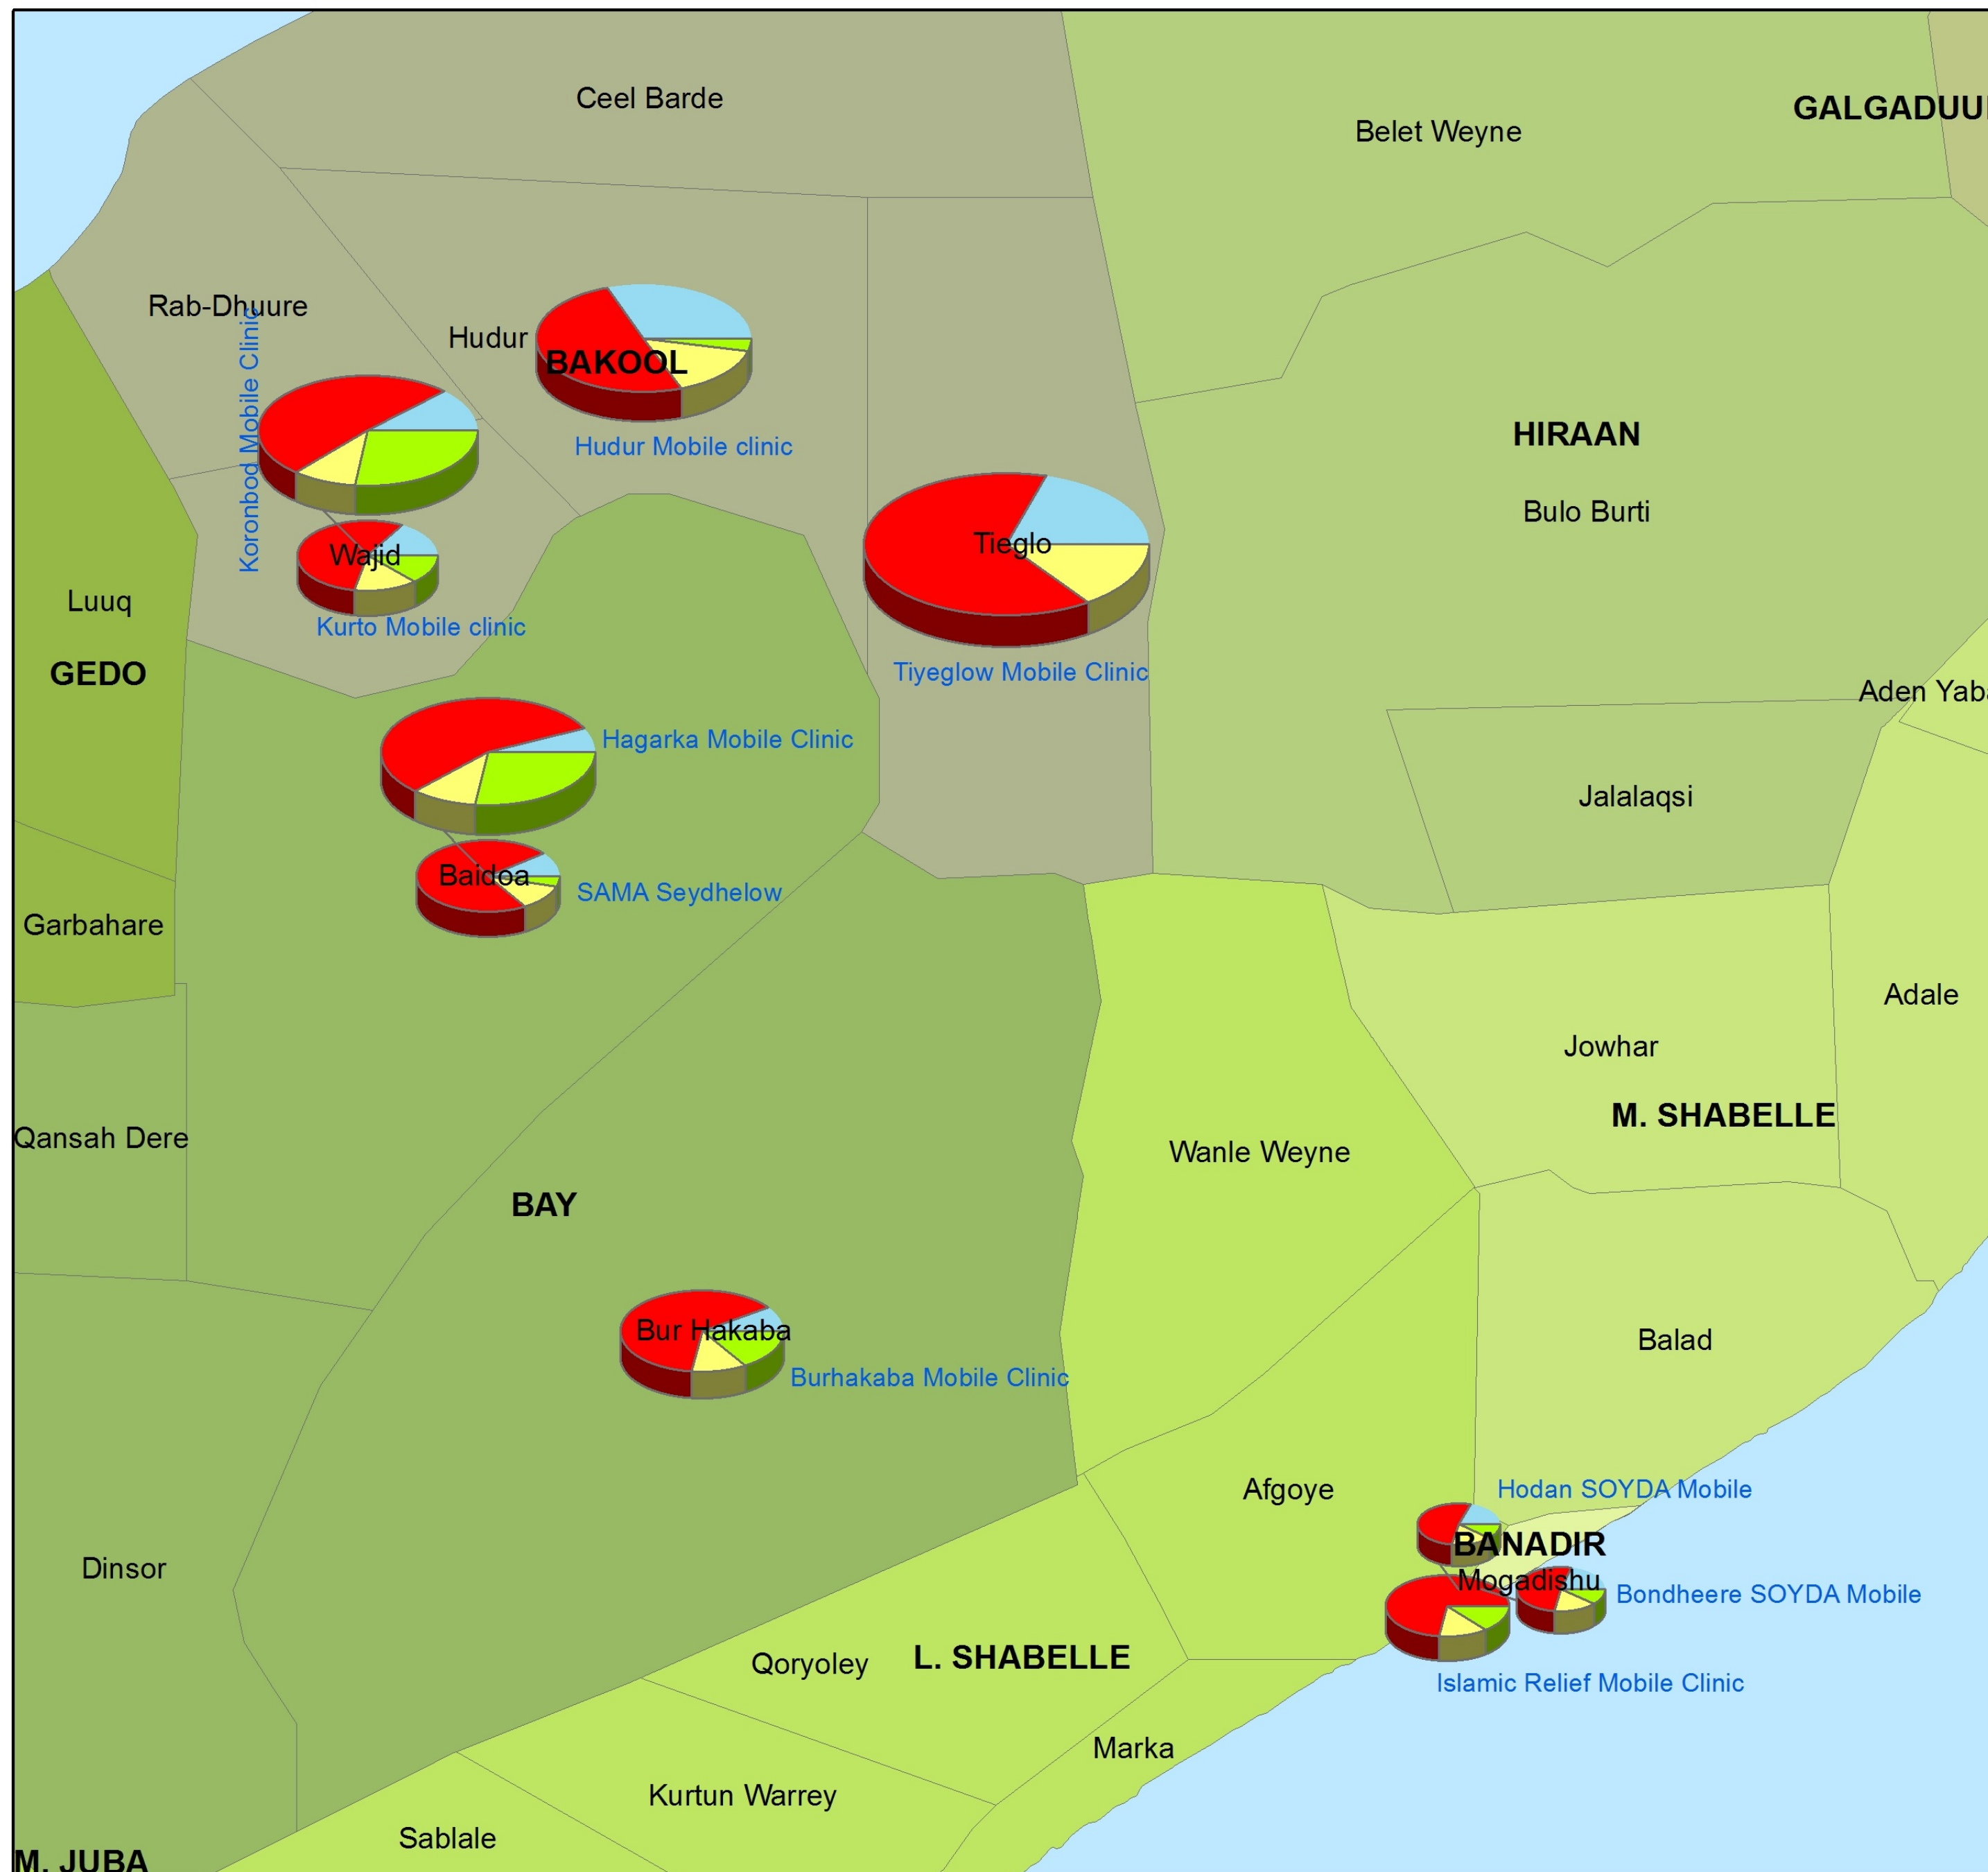 Ceel Barde
GALGADUU
Belet Weyne
Rab-Dhuure
Hudur
BAKOOL
Koronbod Mobile Clinic
HIRAAN
Hudur Mobile clinic
Bulo Burti
Tieglo
Wajid
Luuq
Kurto Mobile clinic
GEDO
Tiyeglow Mobile Clinic
Aden Yaba
Hagarka Mobile Clinic
Jalalaqsi
Baidoa
SAMA Seydhelow
Garbahare
Adale
Jowhar
M. SHABELLE
Qansah Dere
Wanle Weyne
BAY
Bur Hakaba
Balad
Burhakaba Mobile Clinic
Afgoye
Hodan SOYDA Mobile
BANADIR
Dinsor
Mogadishu
Bondheere SOYDA Mobile
Qoryoley
L. SHABELLE
Islamic Relief Mobile Clinic
Marka
Kurtun Warrey
Sablale
M. JUBA